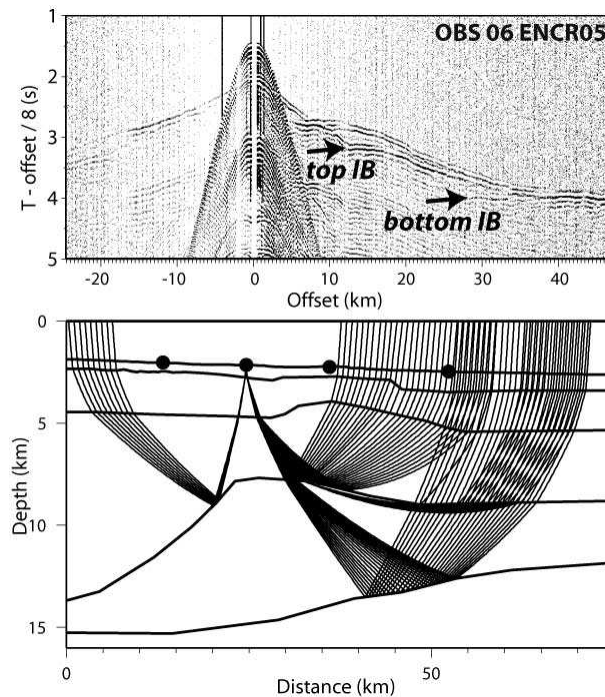 OBS 06 ENCR05
1
2
3
4
5
T - offset / 8 (s)
top IB
bottom IB
-20 -10 0 10 20 30 40
Offset (km)
0
5
10
15
Depth (km)
0 50
Distance (km)